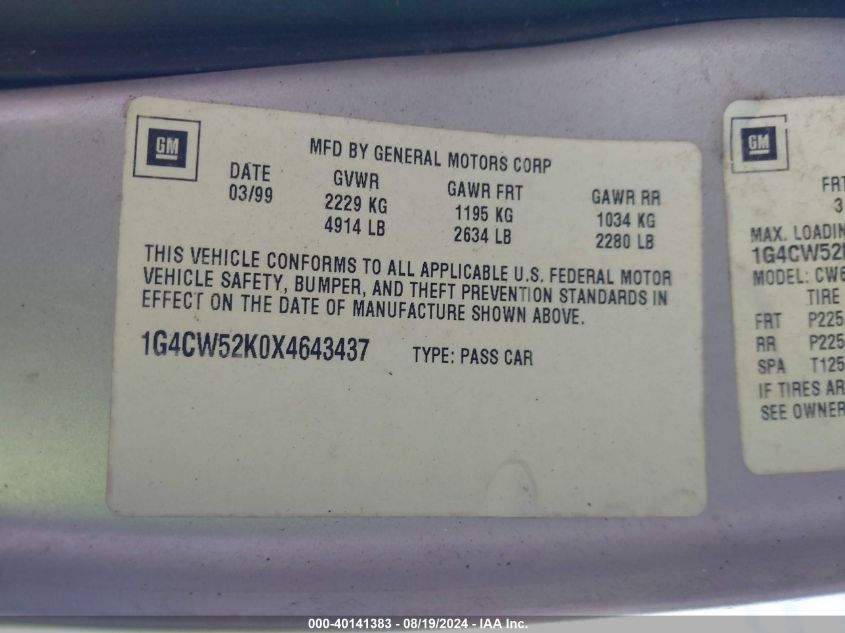 GM
MFD BY GENERAL MOTORS CORP
DATE GVWR GAWR FRT GAWR RR
03/99 2229 KG 1195 KG 1034 KG
4914 LB 2634 LB 2280 LB
THIS VEHICLE CONFORMS TO ALL APPLICABLE U.S. FEDERAL MOTOR
VEHICLE SAFETY, BUMPER, AND THEFT PREVENTION STANDARDS IN
EFFECT ON THE DATE OF MANUFACTURE SHOWN ABOVE.
1G4CW52K0X4643437 TYPE: PASS CAR
GM
FRT
3
MAX. LOADIN
1G4CW52
MODEL: CW6
TIRE
FRT P225
RR P225
SPA T125
IF TIRES AR
SEE OWNER
000-40141383 - 08/19/2024 - IAA Inc.